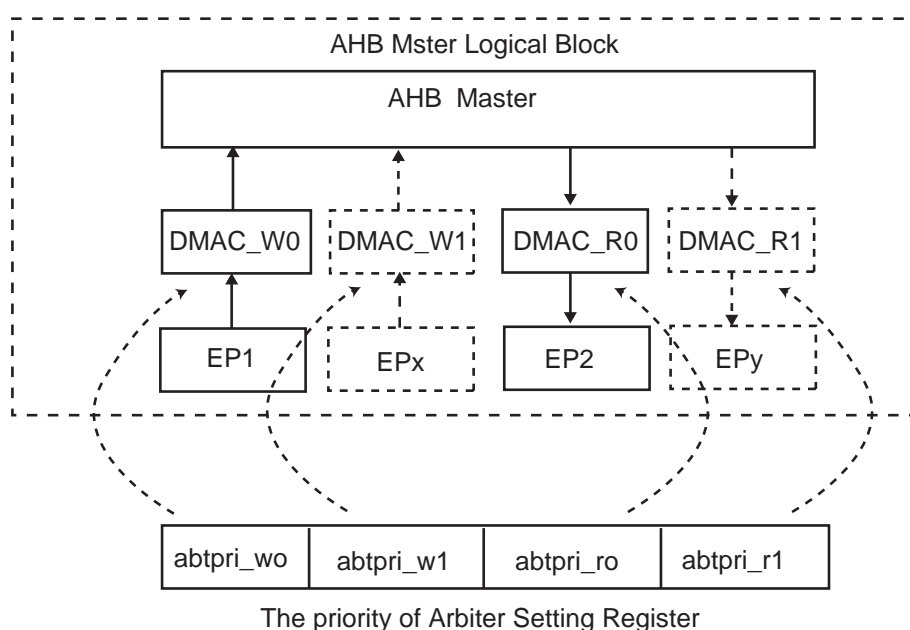 AHB Mster Logical Block
AHB Master
DMAC_W0 DMAC_W1 DMAC_R0 DMAC_R1
EP1 EPx EP2 EPy
abtpri_wo abtpri_w1 abtpri_ro abtpri_r1
The priority of Arbiter Setting Register